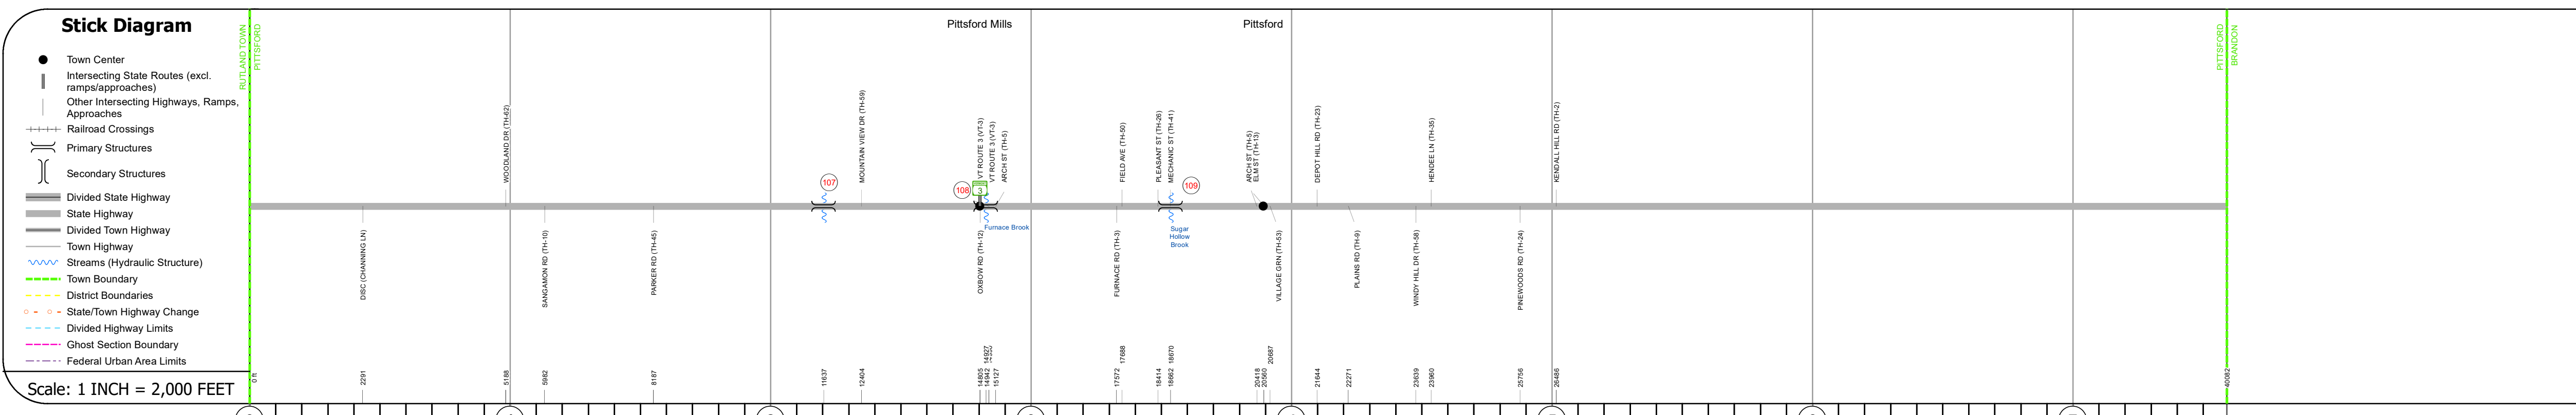 Stick Diagram
Town Center
Intersecting State Routes (excl.
ramps/approaches)
Other Intersecting Highways, Ramps,
Approaches
Railroad Crossings
Primary Structures
Secondary Structures
Divided State Highway
State Highway
Divided Town Highway
Town Highway
Streams (Hydraulic Structure)
Town Boundary
District Boundaries
State/Town Highway Change
Divided Highway Limits
Ghost Section Boundary
Federal Urban Area Limits
Scale: 1 INCH = 2,000 FEET
RUTLAND TOWN
PITTSFORD
Pittsford Mills
Pittsford
PITTSFORD
BRANDON
WOODLAND DR (TH-62)
MOUNTAIN VIEW DR (TH-59)
VT ROUTE 3 (VT-3)
VT ROUTE 3 (VT-3)
ARCH ST (TH-5)
FIELD AVE (TH-50)
PLEASANT ST (TH-26)
MECHANIC ST (TH-41)
ARCH ST (TH-5)
ELM ST (TH-13)
DEPOT HILL RD (TH-23)
HENDEE LN (TH-35)
KENDALL HILL RD (TH-2)
107
108
3
109
Furnace Brook
Sugar
Hollow
Brook
DISC (CHANNING LN)
SANGAMON RD (TH-10)
PARKER RD (TH-45)
OXBOW RD (TH-12)
FURNACE RD (TH-3)
VILLAGE GRN (TH-53)
PLAINS RD (TH-9)
WINDY HILL DR (TH-58)
PINEWOODS RD (TH-24)
0 ft
2291
5188
5982
8187
11637
12404
14805
14927
14942
15127
17572
17688
18414
18662
18670
20418
20560
20687
21644
22271
23639
23960
25756
26486
40082